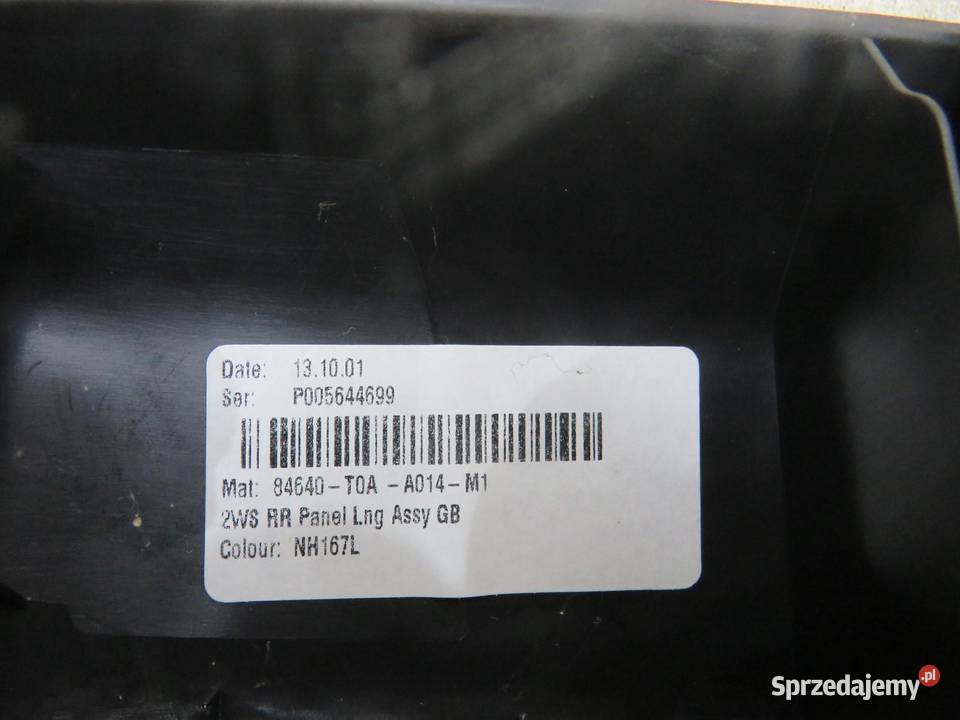 Date: 13.10.01
Ser: P005644699
Mat: 84640-T0A -A014-M1
2WS RR Panel Lng Assy GB
Colour: NH167L
Sprzedajemy.pl